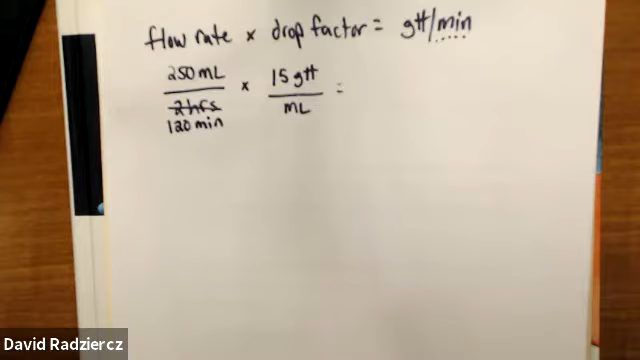 flow rate × drop factor = gtt/min
250 mL × 15 gtt =
2 hrs mL
120 min
David Radziercz